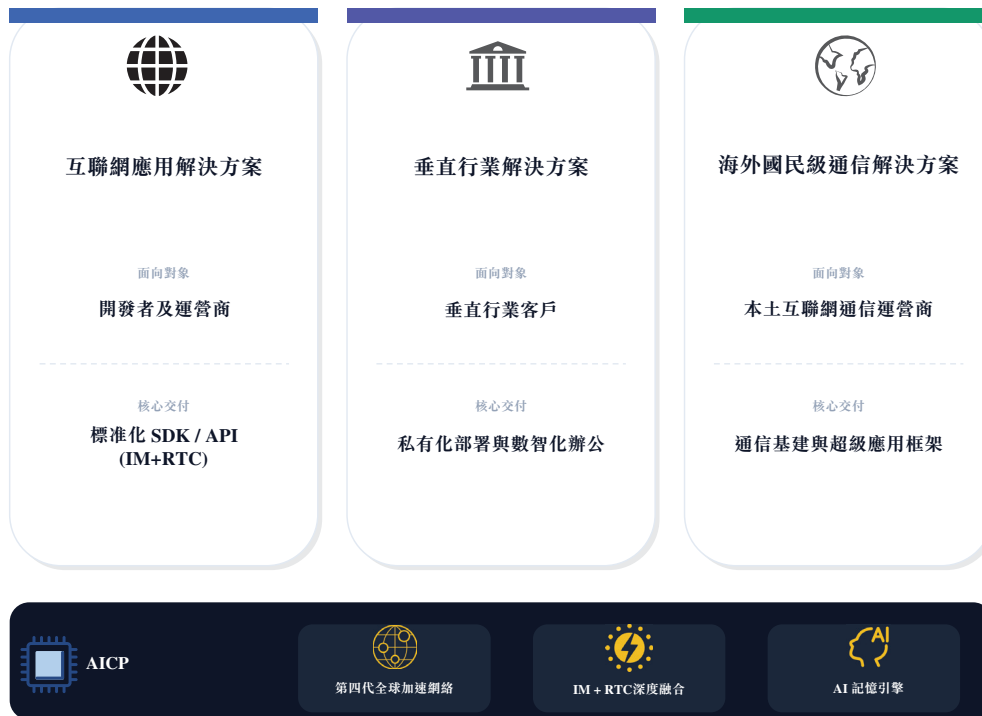 互聯網應用解決方案
面向對象
開發者及運營商
核心交付
標準化 SDK / API
(IM+RTC)
垂直行業解決方案
面向對象
垂直行業客戶
核心交付
私有化部署與數智化辦公
海外國民級通信解決方案
面向對象
本土互聯網通信運營商
核心交付
通信基建與超級應用框架
AICP
第四代全球加速網絡
IM + RTC深度融合
AI
AI 記憶引擎